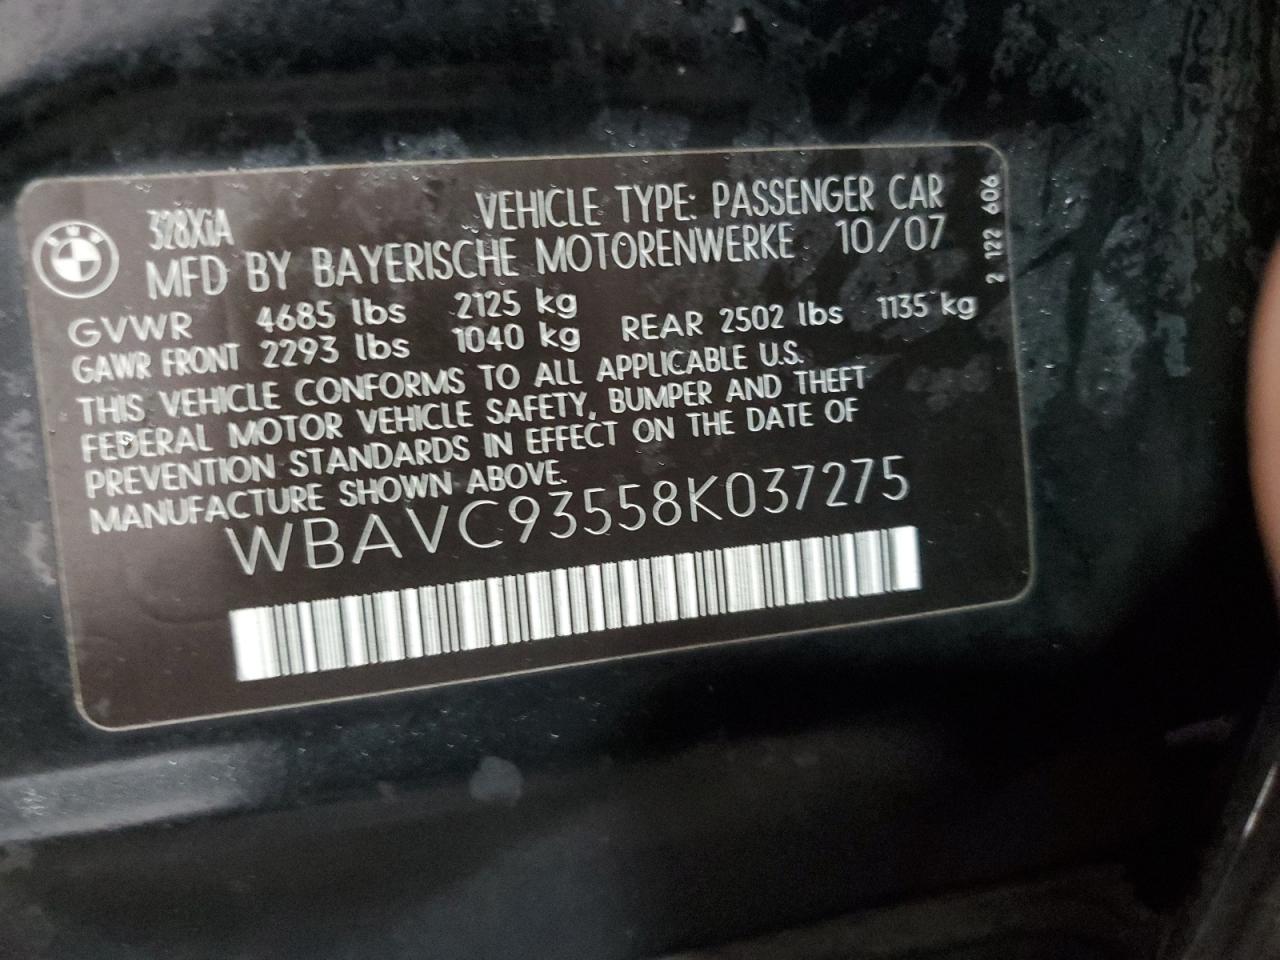 BMW
328XiA VEHICLE TYPE: PASSENGER CAR
MFD BY BAYERISCHE MOTORENWERKE 10/07
GVWR 4685 lbs 2125 kg
GAWR FRONT 2293 lbs 1040 kg REAR 2502 lbs 1135 kg
THIS VEHICLE CONFORMS TO ALL APPLICABLE U.S.
FEDERAL MOTOR VEHICLE SAFETY, BUMPER AND THEFT
PREVENTION STANDARDS IN EFFECT ON THE DATE OF
MANUFACTURE SHOWN ABOVE.
WBAVC93558K037275
2 122 606